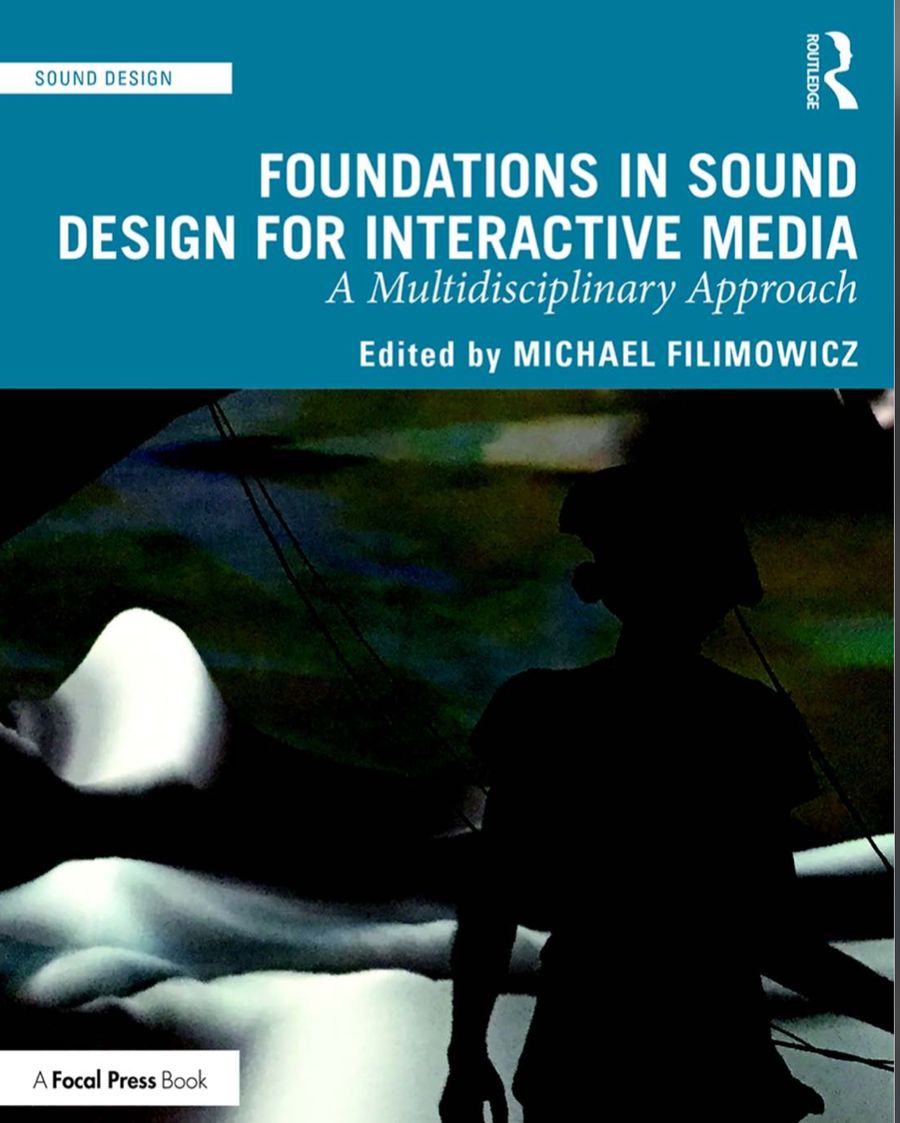 SOUND DESIGN
ROUTLEDGE
FOUNDATIONS IN SOUND
DESIGN FOR INTERACTIVE MEDIA
A Multidisciplinary Approach
Edited by MICHAEL FILIMOWICZ
A Focal Press Book